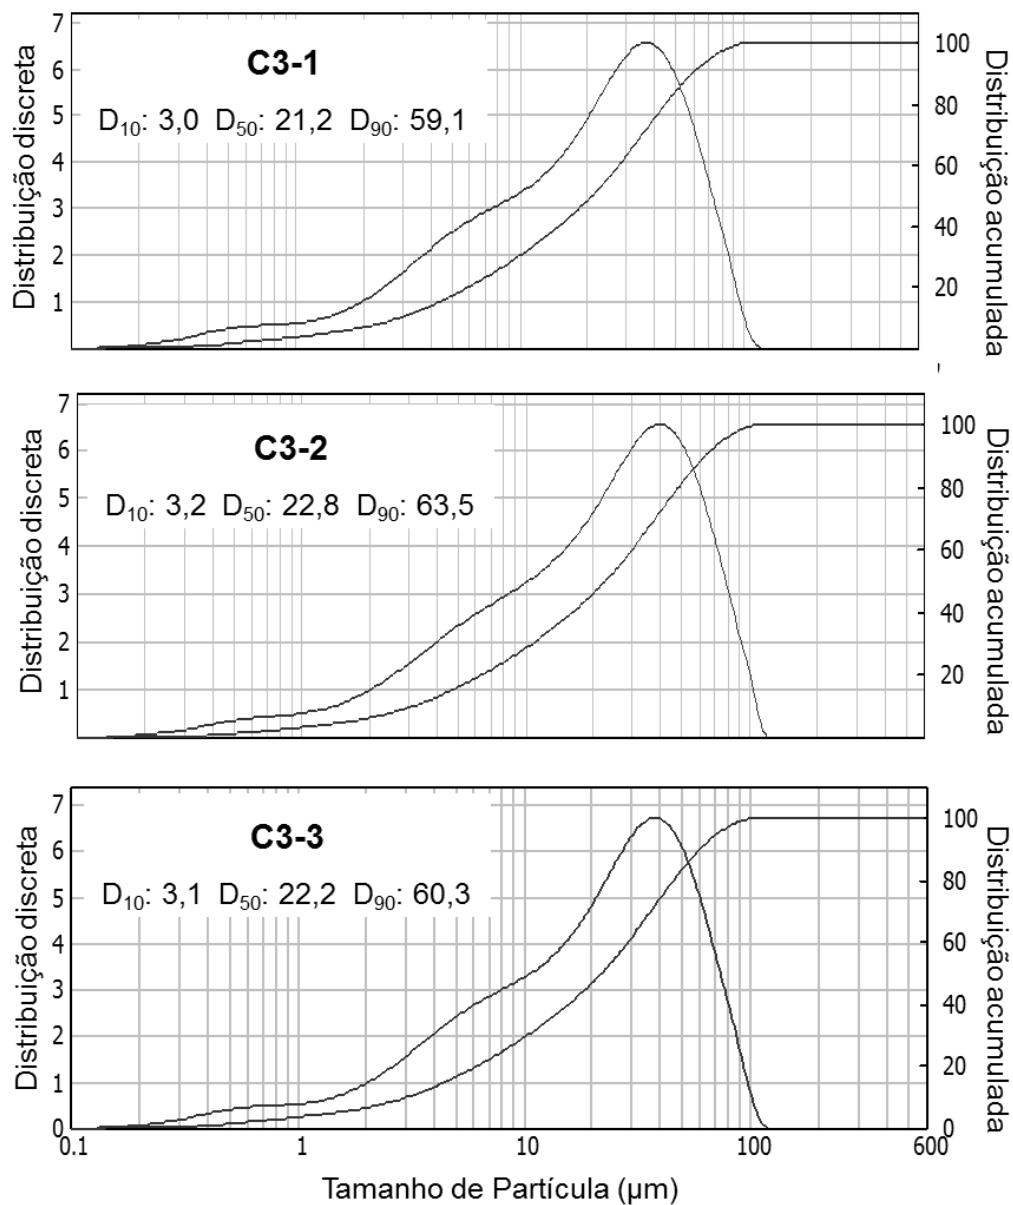 7
6
5
4
3
2
1
Distribuição discreta
C3-1
D10: 3,0 D50: 21,2 D90: 59,1
100
80
60
40
20
Distribuição acumulada
7
6
5
4
3
2
1
Distribuição discreta
C3-2
D10: 3,2 D50: 22,8 D90: 63,5
100
80
60
40
20
Distribuição acumulada
7
6
5
4
3
2
1
0
Distribuição discreta
C3-3
D10: 3,1 D50: 22,2 D90: 60,3
100
80
60
40
20
0
Distribuição acumulada
0.1 1 10 100 600
Tamanho de Partícula (µm)